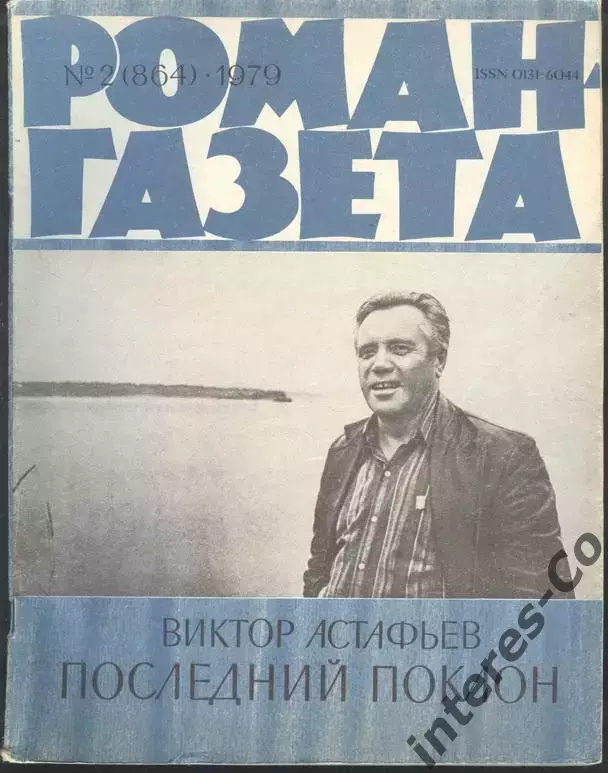 РОМАН-
№ 2 (864) · 1979
ISSN 0131-6044
ГАЗЕТА
ВИКТОР АСТАФЬЕВ
ПОСЛЕДНИЙ ПОКЛОН
interes-Co